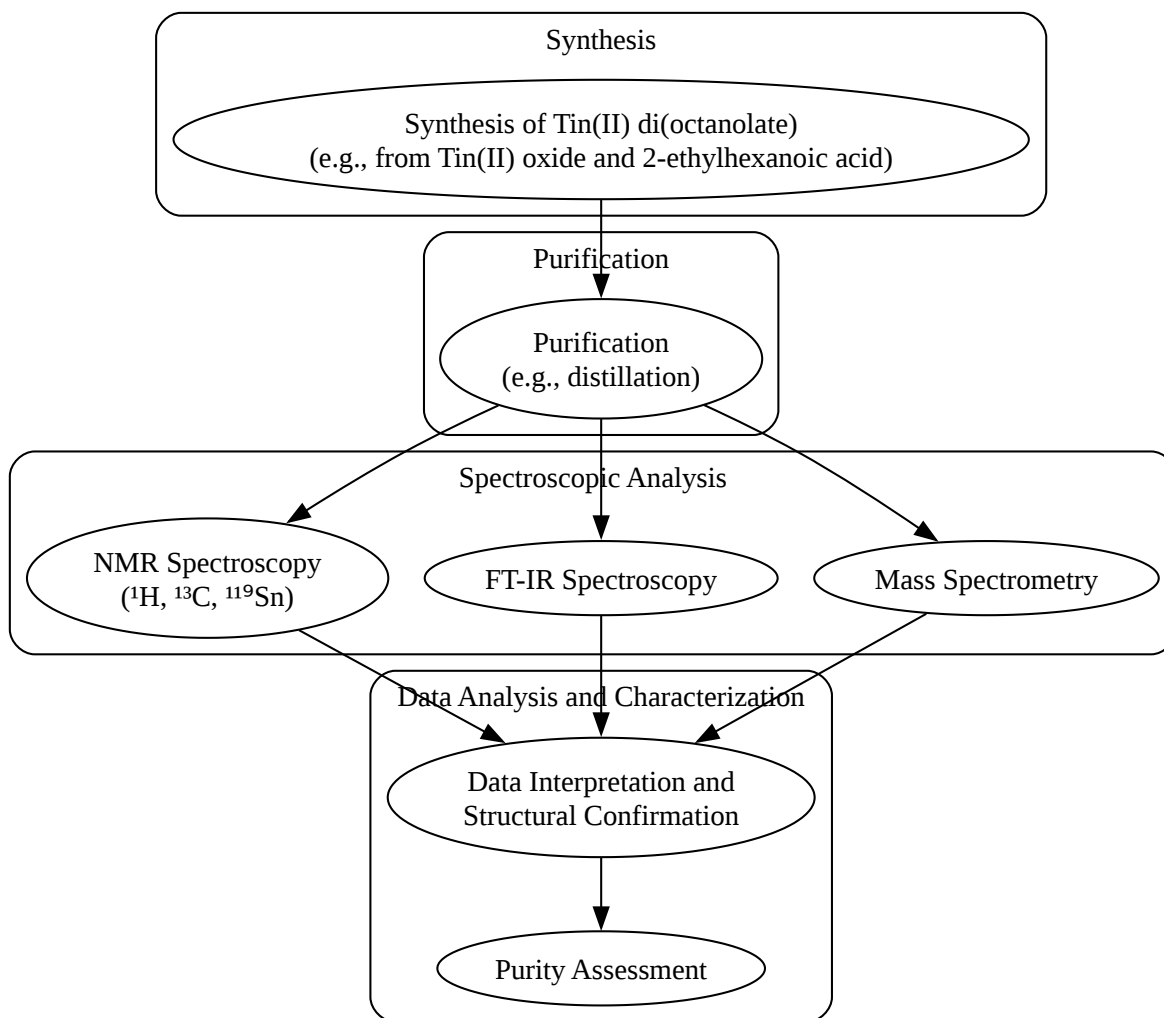 Synthesis
Synthesis of Tin(II) di(octanolate)
(e.g., from Tin(II) oxide and 2-ethylhexanoic acid)
Purification
Purification
(e.g., distillation)
Spectroscopic Analysis
NMR Spectroscopy
(¹H, ¹³C, ¹¹⁹Sn)
FT-IR Spectroscopy
Mass Spectrometry
Data Analysis and Characterization
Data Interpretation and
Structural Confirmation
Purity Assessment